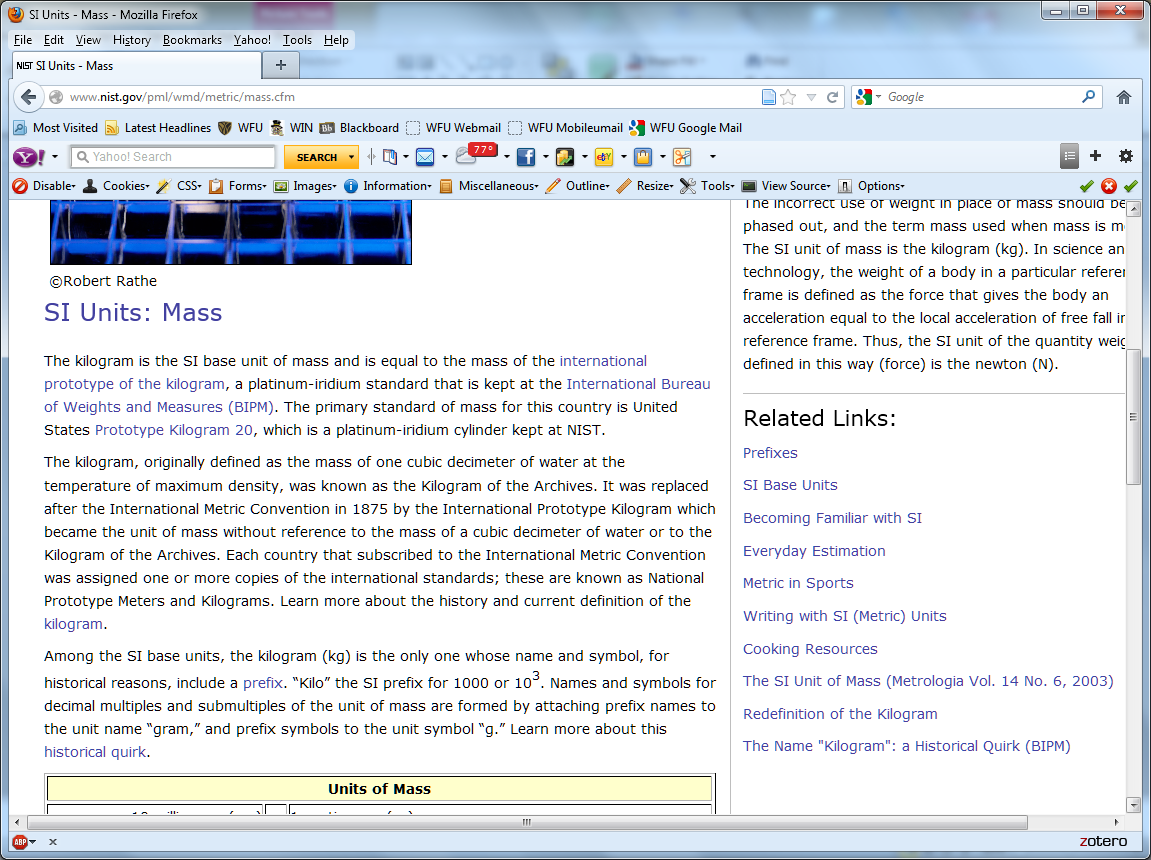 SI Units - Mass - Mozilla Firefox
File Edit View History Bookmarks Yahoo! Tools Help
NIST SI Units - Mass
www.nist.gov/pml/wmd/metric/mass.cfm
Google
Most Visited Latest Headlines WFU WIN Bb Blackboard WFU Webmail WFU Mobileumail WFU Google Mail
Y! Yahoo! Search SEARCH 77° eBY
Disable Cookies CSS Forms Images Information Miscellaneous Outline Resize Tools View Source Options
©Robert Rathe
SI Units: Mass
The kilogram is the SI base unit of mass and is equal to the mass of the international
prototype of the kilogram, a platinum-iridium standard that is kept at the International Bureau
of Weights and Measures (BIPM). The primary standard of mass for this country is United
States Prototype Kilogram 20, which is a platinum-iridium cylinder kept at NIST.
The kilogram, originally defined as the mass of one cubic decimeter of water at the
temperature of maximum density, was known as the Kilogram of the Archives. It was replaced
after the International Metric Convention in 1875 by the International Prototype Kilogram which
became the unit of mass without reference to the mass of a cubic decimeter of water or to the
Kilogram of the Archives. Each country that subscribed to the International Metric Convention
was assigned one or more copies of the international standards; these are known as National
Prototype Meters and Kilograms. Learn more about the history and current definition of the
kilogram.
Among the SI base units, the kilogram (kg) is the only one whose name and symbol, for
historical reasons, include a prefix. “Kilo” the SI prefix for 1000 or 10³. Names and symbols for
decimal multiples and submultiples of the unit of mass are formed by attaching prefix names to
the unit name “gram,” and prefix symbols to the unit symbol “g.” Learn more about this
historical quirk.
Units of Mass
The incorrect use of weight in place of mass should be
phased out, and the term mass used when mass is m
The SI unit of mass is the kilogram (kg). In science an
technology, the weight of a body in a particular referen
frame is defined as the force that gives the body an
acceleration equal to the local acceleration of free fall in
reference frame. Thus, the SI unit of the quantity weig
defined in this way (force) is the newton (N).
Related Links:
Prefixes
SI Base Units
Becoming Familiar with SI
Everyday Estimation
Metric in Sports
Writing with SI (Metric) Units
Cooking Resources
The SI Unit of Mass (Metrologia Vol. 14 No. 6, 2003)
Redefinition of the Kilogram
The Name "Kilogram": a Historical Quirk (BIPM)
ABP
zotero